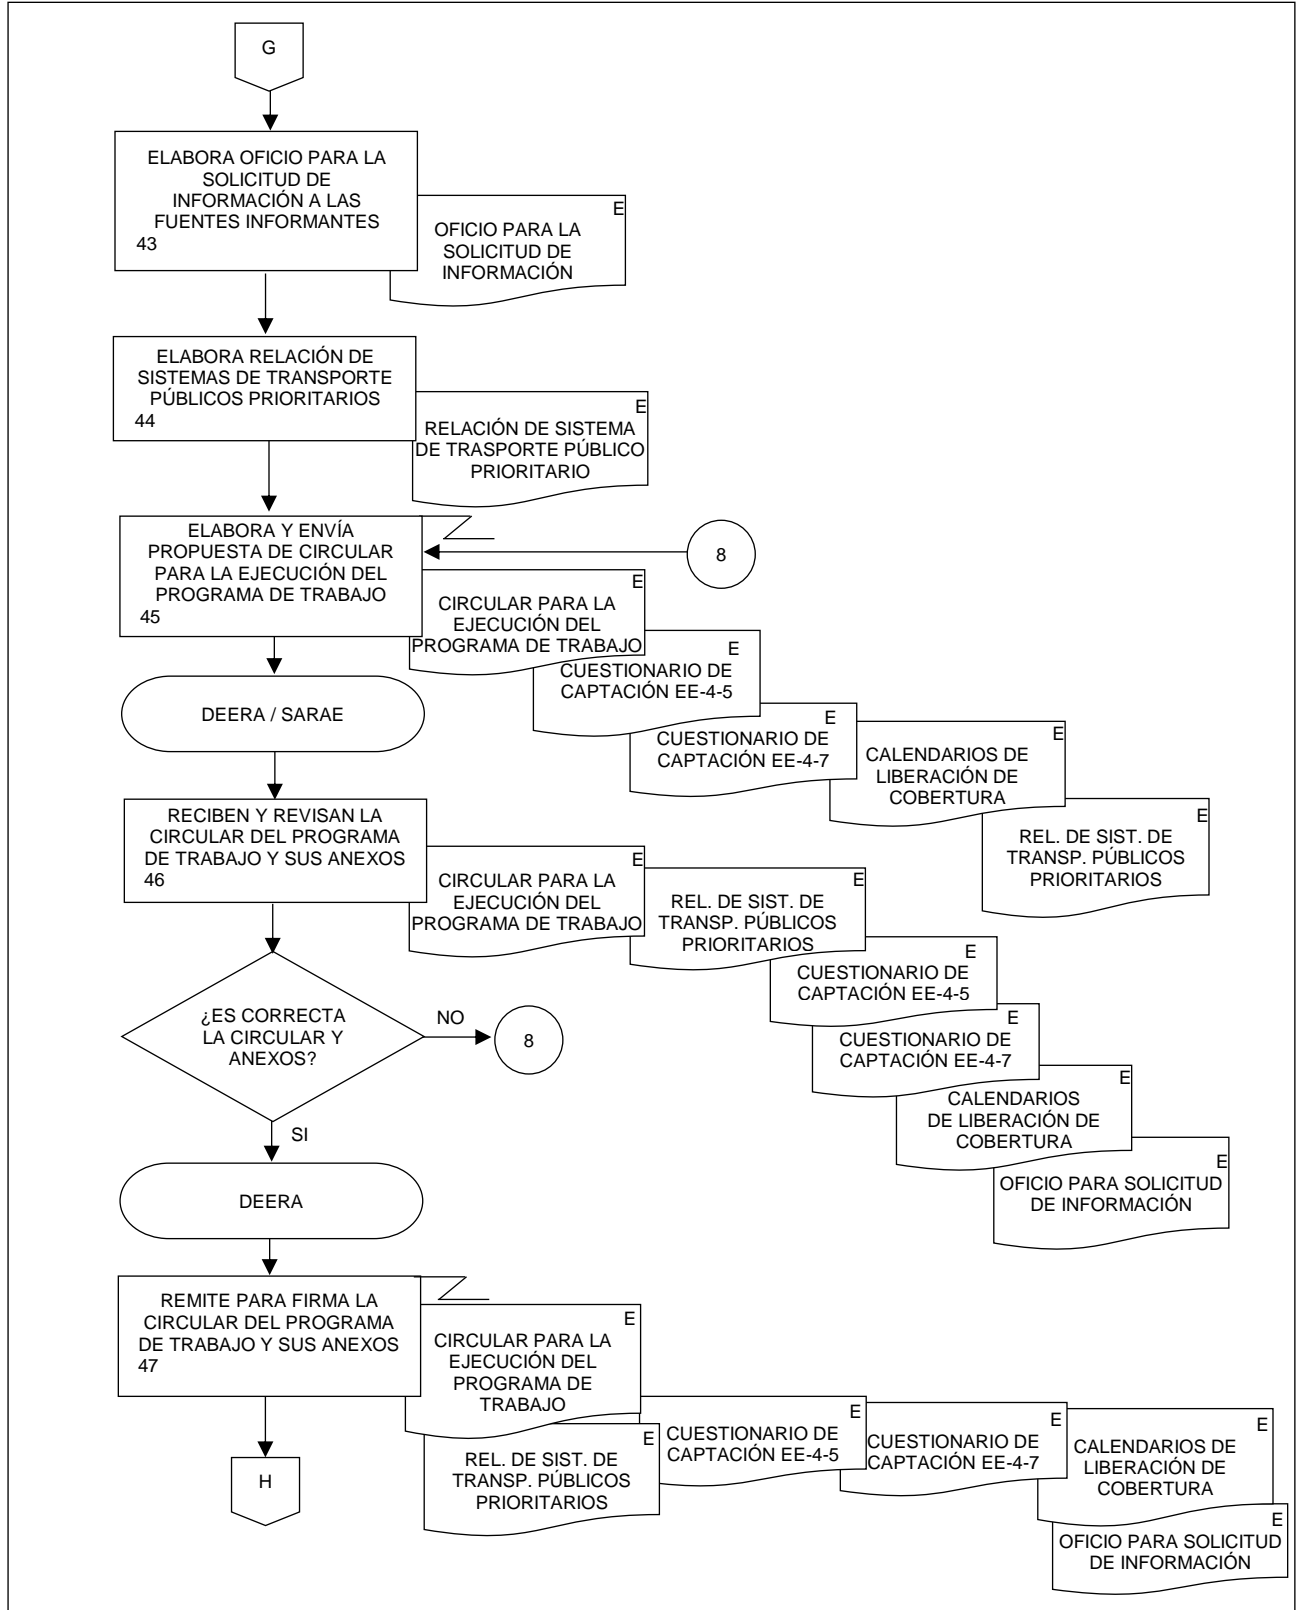 G
ELABORA OFICIO PARA LA
SOLICITUD DE
INFORMACIÓN A LAS
FUENTES INFORMANTES
43
E
OFICIO PARA LA
SOLICITUD DE
INFORMACIÓN
ELABORA RELACIÓN DE
SISTEMAS DE TRANSPORTE
PÚBLICOS PRIORITARIOS
44
E
RELACIÓN DE SISTEMA
DE TRASPORTE PÚBLICO
PRIORITARIO
ELABORA Y ENVÍA
PROPUESTA DE CIRCULAR
PARA LA EJECUCIÓN DEL
PROGRAMA DE TRABAJO
45
8
E
CIRCULAR PARA LA
EJECUCIÓN DEL
PROGRAMA DE TRABAJO
E
CUESTIONARIO DE
CAPTACIÓN EE-4-5
E
CUESTIONARIO DE
CAPTACIÓN EE-4-7
E
CALENDARIOS DE
LIBERACIÓN DE
COBERTURA
E
REL. DE SIST. DE
TRANSP. PÚBLICOS
PRIORITARIOS
DEERA / SARAE
RECIBEN Y REVISAN LA
CIRCULAR DEL PROGRAMA
DE TRABAJO Y SUS ANEXOS
46
E
CIRCULAR PARA LA
EJECUCIÓN DEL
PROGRAMA DE TRABAJO
E
REL. DE SIST. DE
TRANSP. PÚBLICOS
PRIORITARIOS
E
CUESTIONARIO DE
CAPTACIÓN EE-4-5
E
CUESTIONARIO DE
CAPTACIÓN EE-4-7
E
CALENDARIOS
DE LIBERACIÓN DE
COBERTURA
E
OFICIO PARA SOLICITUD
DE INFORMACIÓN
¿ES CORRECTA
LA CIRCULAR Y
ANEXOS?
NO
8
SI
DEERA
REMITE PARA FIRMA LA
CIRCULAR DEL PROGRAMA
DE TRABAJO Y SUS ANEXOS
47
E
CIRCULAR PARA LA
EJECUCIÓN DEL
PROGRAMA DE
TRABAJO
E
REL. DE SIST. DE
TRANSP. PÚBLICOS
PRIORITARIOS
E
CUESTIONARIO DE
CAPTACIÓN EE-4-5
E
CUESTIONARIO DE
CAPTACIÓN EE-4-7
E
CALENDARIOS DE
LIBERACIÓN DE
COBERTURA
E
OFICIO PARA SOLICITUD
DE INFORMACIÓN
H